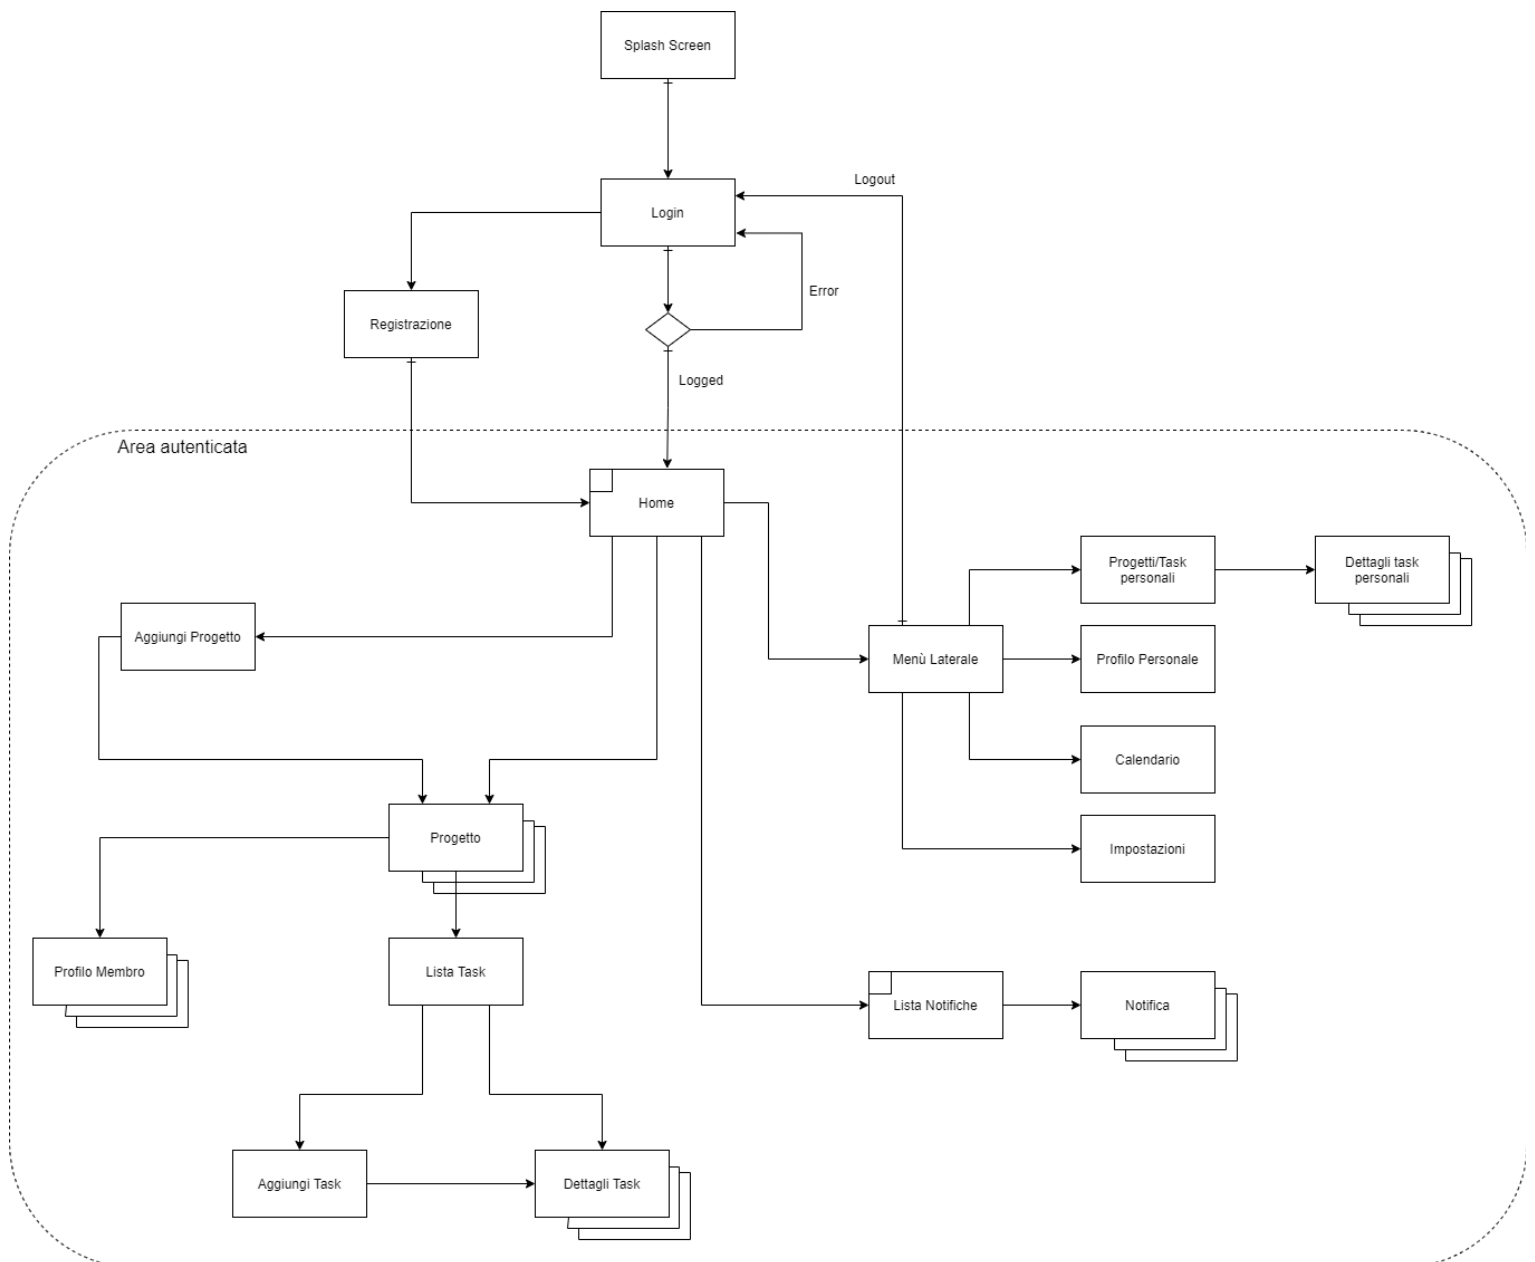 Splash Screen
Logout
Login
Error
Registrazione
Logged
Area autenticata
Home
Progetti/Task
personali
Dettagli task
personali
Aggiungi Progetto
Menù Laterale
Profilo Personale
Calendario
Progetto
Impostazioni
Profilo Membro
Lista Task
Lista Notifiche
Notifica
Aggiungi Task
Dettagli Task